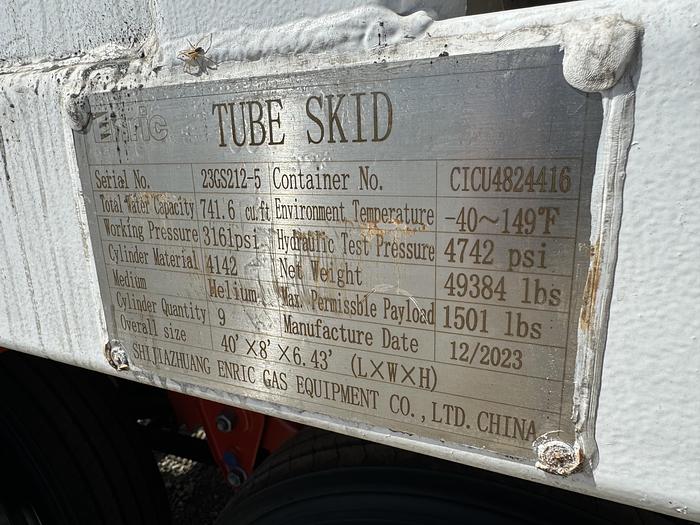 Enric TUBE SKID
Serial No. 23GS212-5 Container No. CICU4824416
Total Water Capacity 741.6 cu.ft Environment Temperature -40~149℉
Working Pressure 3161psi Hydraulic Test Pressure 4742 psi
Cylinder Material 4142 Net Weight 49384 lbs
Medium Helium Max. Permissble Payload 1501 lbs
Cylinder Quantity 9 Manufacture Date 12/2023
Overall size 40'×8'×6.43' (L×W×H)
SHIJIAZHUANG ENRIC GAS EQUIPMENT CO.,LTD. CHINA